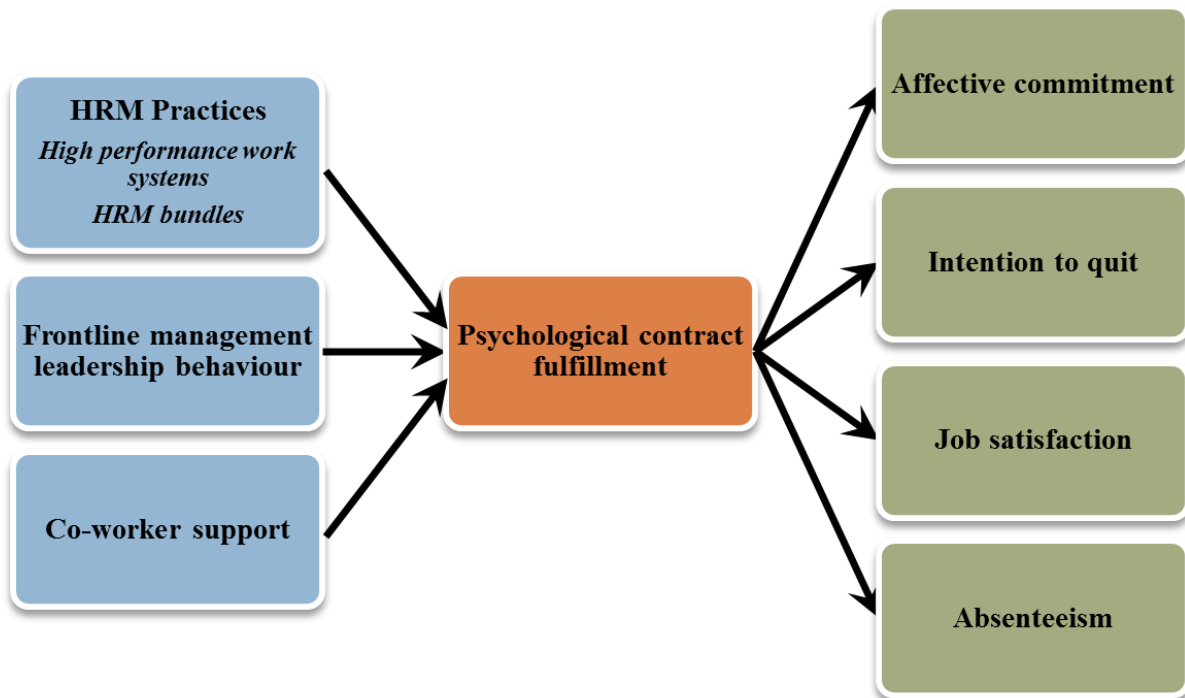 HRM Practices
High performance work
systems
HRM bundles
Frontline management
leadership behaviour
Co-worker support
Psychological contract
fulfillment
Affective commitment
Intention to quit
Job satisfaction
Absenteeism